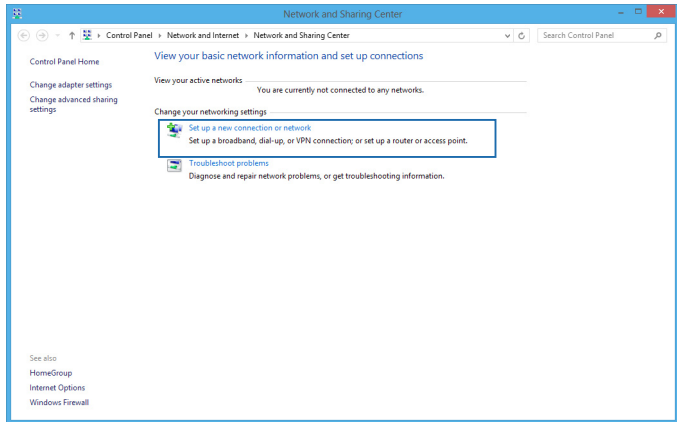 Network and Sharing Center
Control Panel Network and Internet Network and Sharing Center
Search Control Panel
Control Panel Home
Change adapter settings
Change advanced sharing
settings
View your basic network information and set up connections
View your active networks
You are currently not connected to any networks.
Change your networking settings
Set up a new connection or network
Set up a broadband, dial-up, or VPN connection; or set up a router or access point.
Troubleshoot problems
Diagnose and repair network problems, or get troubleshooting information.
See also
HomeGroup
Internet Options
Windows Firewall